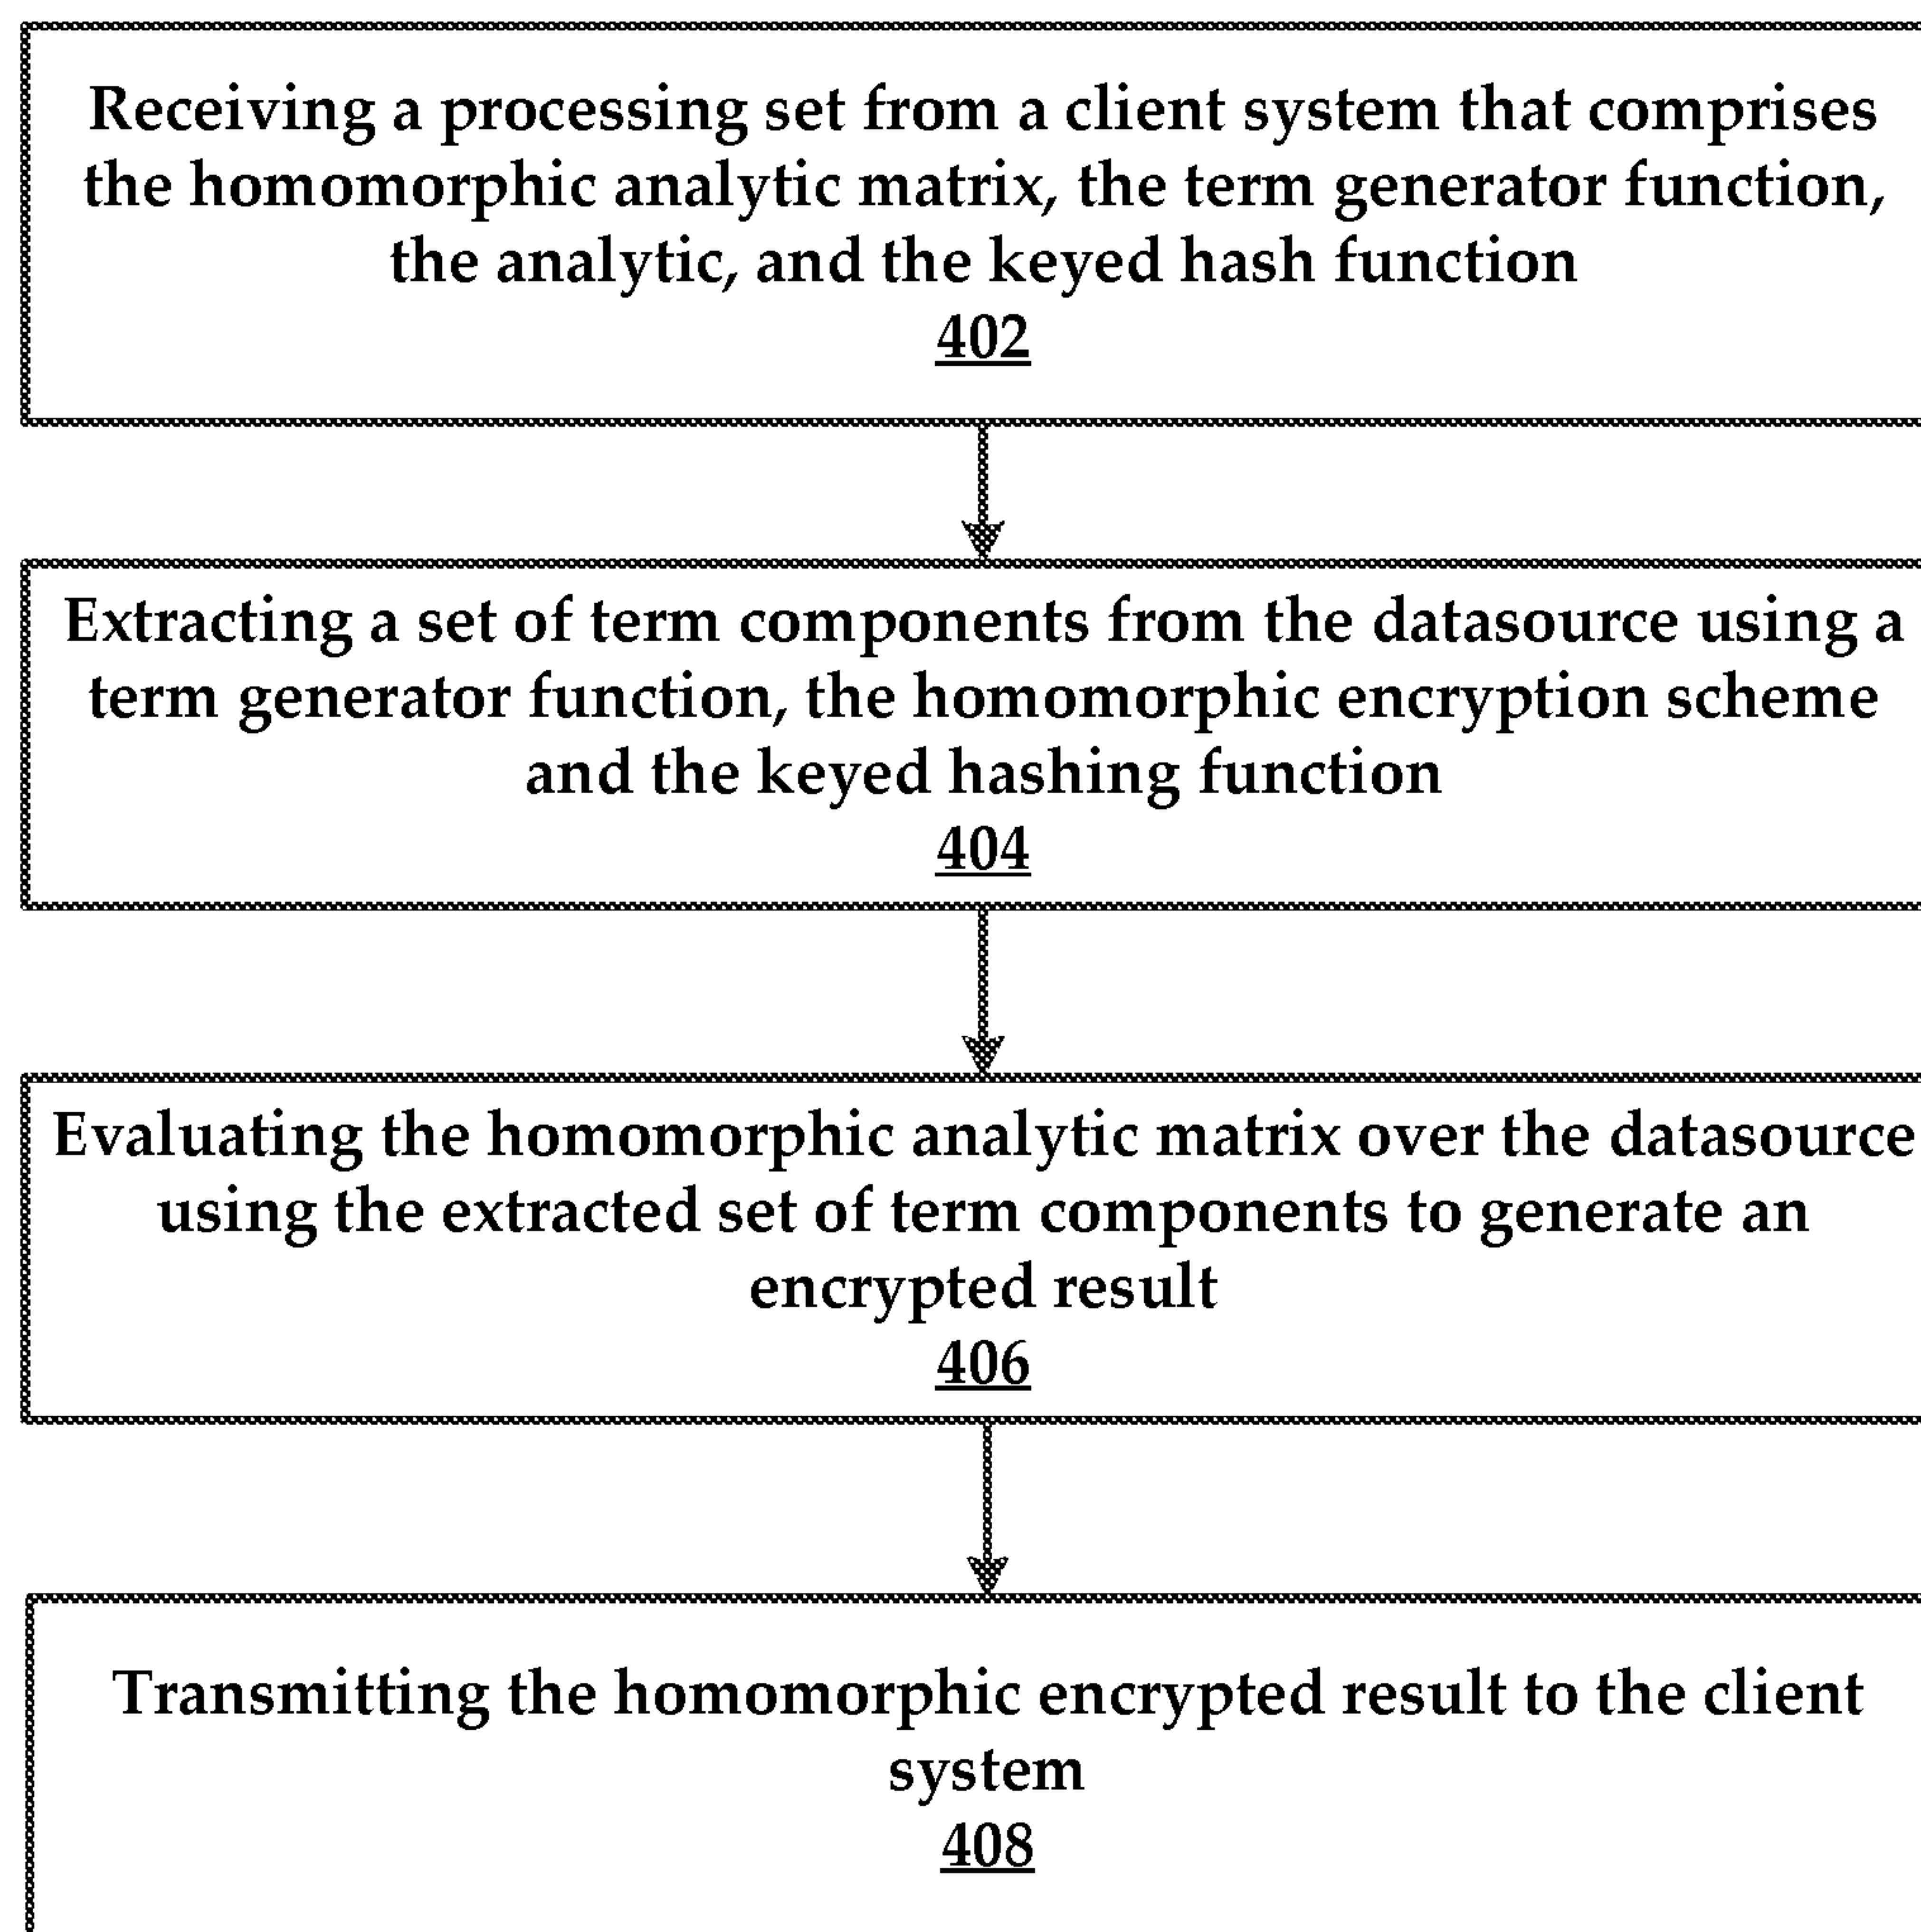 Receiving a processing set from a client system that comprises
the homomorphic analytic matrix, the term generator function,
the analytic, and the keyed hash function
402
Extracting a set of term components from the datasource using a
term generator function, the homomorphic encryption scheme
and the keyed hashing function
404
Evaluating the homomorphic analytic matrix over the datasource
using the extracted set of term components to generate an
encrypted result
406
Transmitting the homomorphic encrypted result to the client
system
408